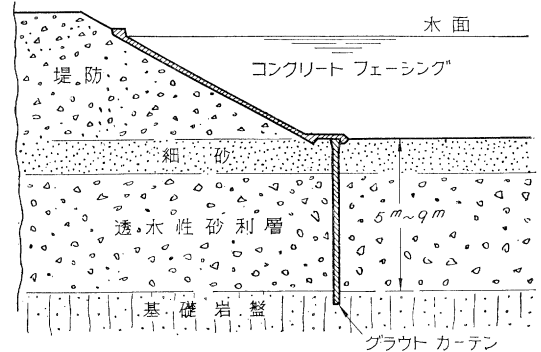 水面
コンクリート フェーシング
堤防
細砂
5m~9m
透水性砂利層
基礎岩盤
グラウト カーテン